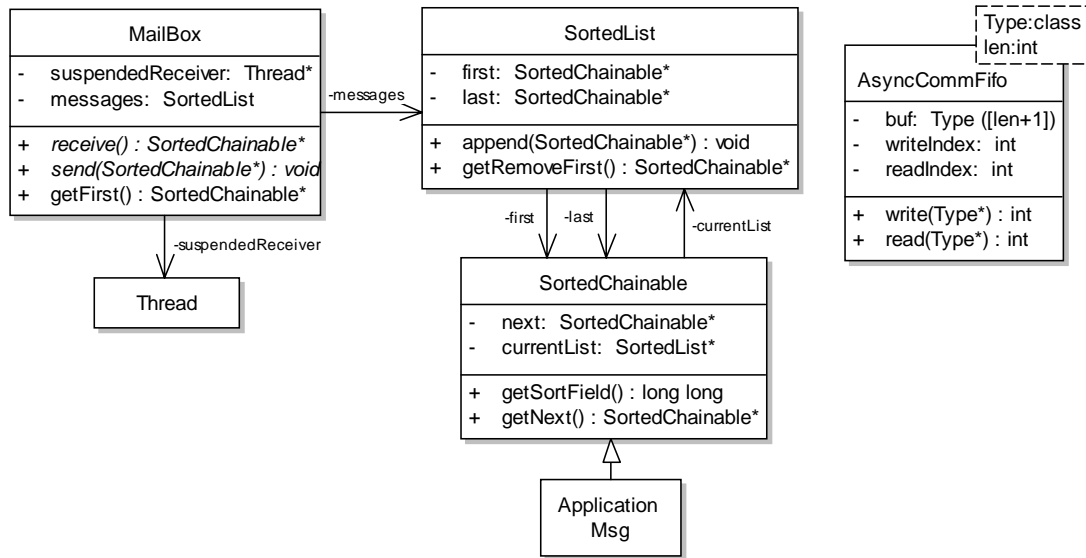 MailBox
- suspendedReceiver: Thread*
- messages: SortedList
+ receive() : SortedChainable*
+ send(SortedChainable*) : void
+ getFirst() : SortedChainable*
-messages
SortedList
- first: SortedChainable*
- last: SortedChainable*
+ append(SortedChainable*) : void
+ getRemoveFirst() : SortedChainable*
Type:class
len:int
AsyncCommFifo
- buf: Type ([len+1])
- writeIndex: int
- readIndex: int
+ write(Type*) : int
+ read(Type*) : int
-suspendedReceiver
Thread
-first
-last
-currentList
SortedChainable
- next: SortedChainable*
- currentList: SortedList*
+ getSortField() : long long
+ getNext() : SortedChainable*
Application
Msg